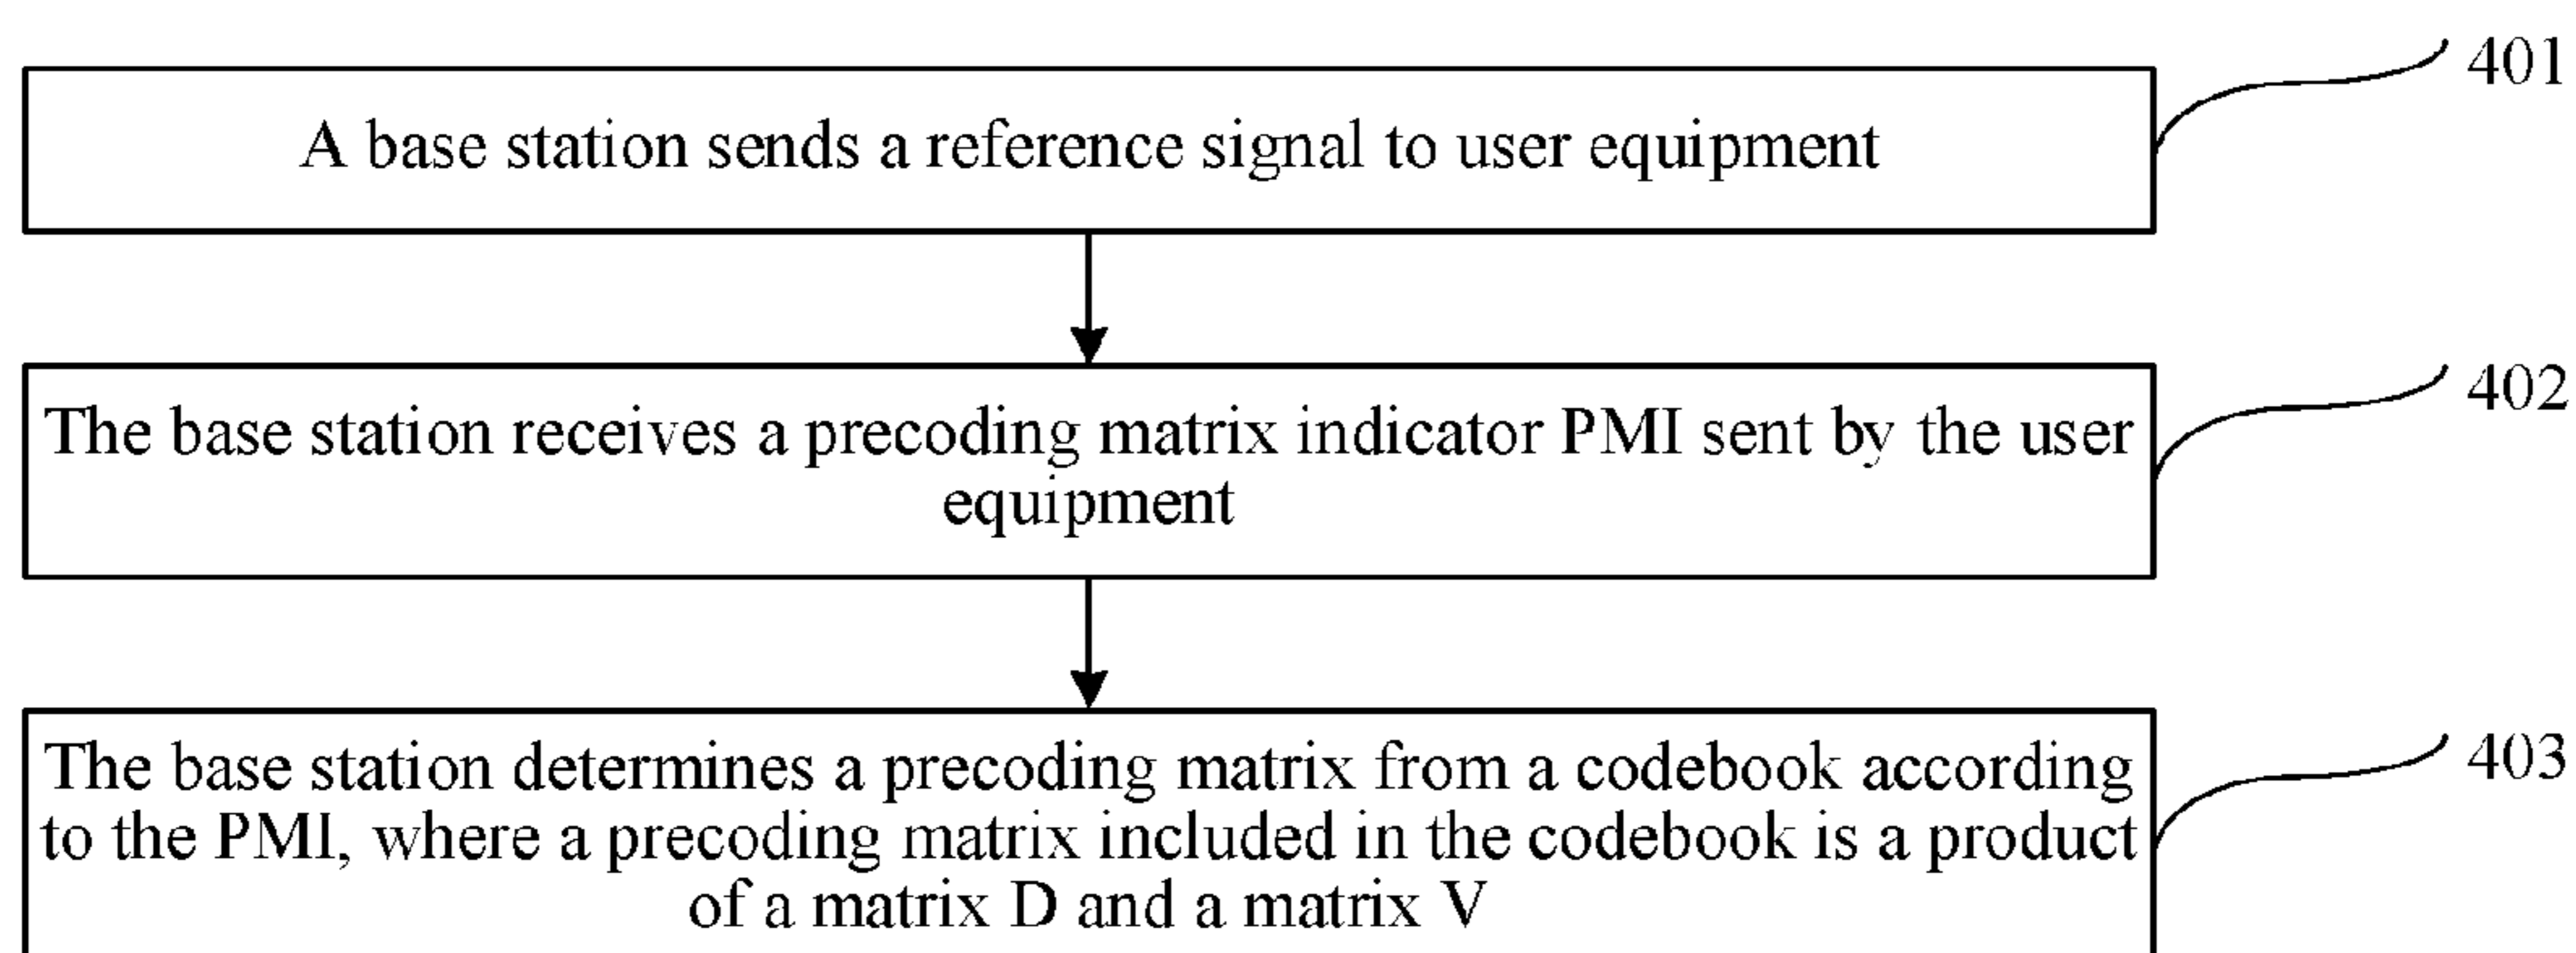 401
A base station sends a reference signal to user equipment
402
The base station receives a precoding matrix indicator PMI sent by the user
equipment
403
The base station determines a precoding matrix from a codebook according
to the PMI, where a precoding matrix included in the codebook is a product
of a matrix D and a matrix V